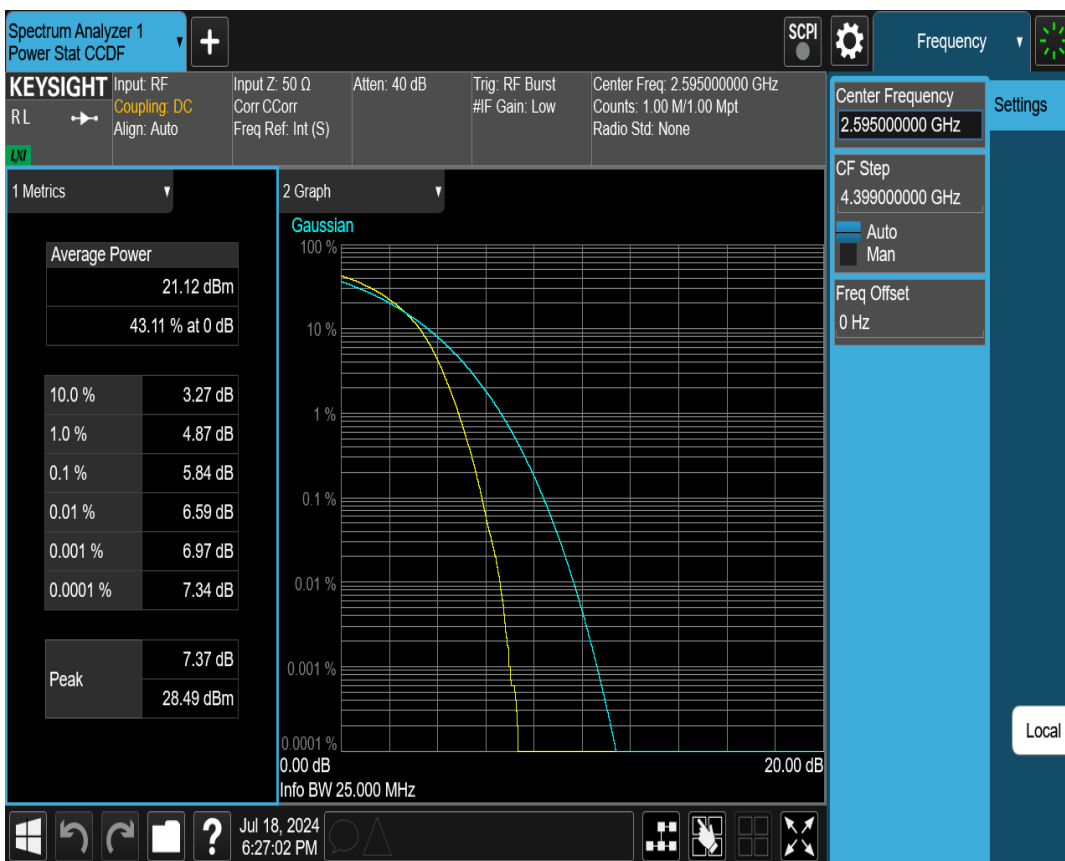 Spectrum Analyzer 1
Power Stat CCDF
SCPI
Frequency
KEYSIGHT
RL
LXI
Input: RF
Coupling: DC
Align: Auto
Input Z: 50 Ω
Corr CCorr
Freq Ref: Int (S)
Atten: 40 dB
Trig: RF Burst
#IF Gain: Low
Center Freq: 2.595000000 GHz
Counts: 1.00 M/1.00 Mpt
Radio Std: None
Center Frequency
2.595000000 GHz
Settings
CF Step
4.399000000 GHz
Auto
Man
Freq Offset
0 Hz
Local
1 Metrics
Average Power
21.12 dBm
43.11 % at 0 dB
10.0 % 3.27 dB
1.0 % 4.87 dB
0.1 % 5.84 dB
0.01 % 6.59 dB
0.001 % 6.97 dB
0.0001 % 7.34 dB
Peak
7.37 dB
28.49 dBm
2 Graph
Gaussian
100 %
10 %
1 %
0.1 %
0.01 %
0.001 %
0.0001 %
0.00 dB 20.00 dB
Info BW 25.000 MHz
?
Jul 18, 2024
6:27:02 PM